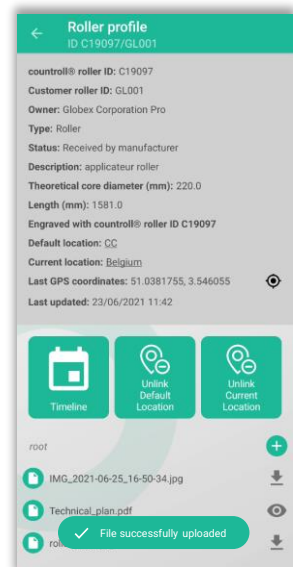 Roller profile
ID C19097/GL001
countroll® roller ID: C19097
Customer roller ID: GL001
Owner: Globex Corporation Pro
Type: Roller
Status: Received by manufacturer
Description: applicateur roller
Theoretical core diameter (mm): 220.0
Length (mm): 1581.0
Engraved with countroll® roller ID C19097
Default location: CC
Current location: Belgium
Last GPS coordinates: 51.0381755, 3.546055
Last updated: 23/06/2021 11:42
Timeline
Unlink
Default
Location
Unlink
Current
Location
root
IMG_2021-06-25_16-50-34.jpg
Technical_plan.pdf
File successfully uploaded